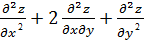 ∂²z/∂x² + 2 ∂²z/∂x∂y + ∂²z/∂y²